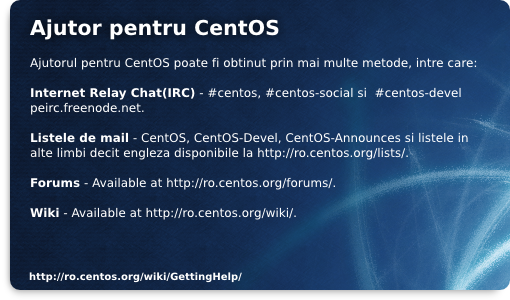 Ajutor pentru CentOS
Ajutorul pentru CentOS poate fi obtinut prin mai multe metode, intre care:
Internet Relay Chat(IRC) - #centos, #centos-social si  #centos-devel
peirc.freenode.net.
Listele de mail - CentOS, CentOS-Devel, CentOS-Announces si listele in
alte limbi decit engleza disponibile la http://ro.centos.org/lists/.
Forums - Available at http://ro.centos.org/forums/.
Wiki - Available at http://ro.centos.org/wiki/.
http://ro.centos.org/wiki/GettingHelp/